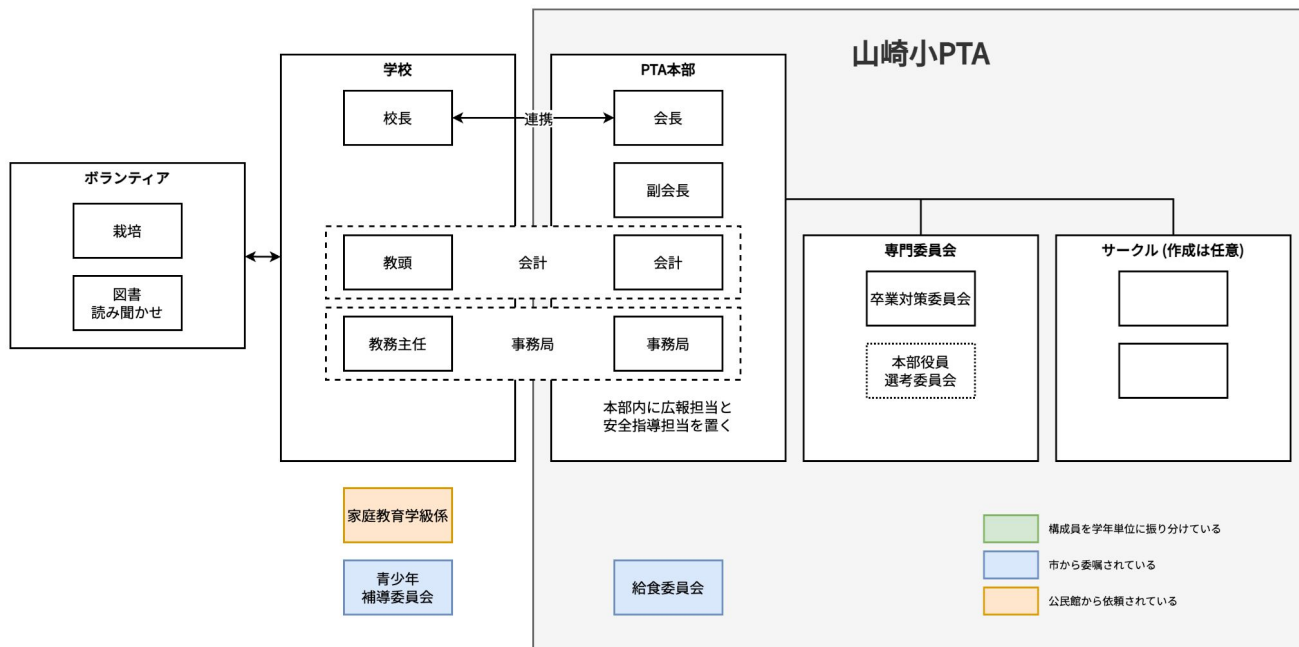 山崎小PTA
学校
PTA本部
校長
連携
会長
ボランティア
副会長
栽培
図書
読み聞かせ
教頭
会計
会計
教務主任
事務局
事務局
本部内に広報担当と
安全指導担当を置く
専門委員会
卒業対策委員会
本部役員
選考委員会
サークル (作成は任意)
家庭教育学級係
青少年
補導委員会
給食委員会
構成員を学年単位に振り分けている
市から委嘱されている
公民館から依頼されている